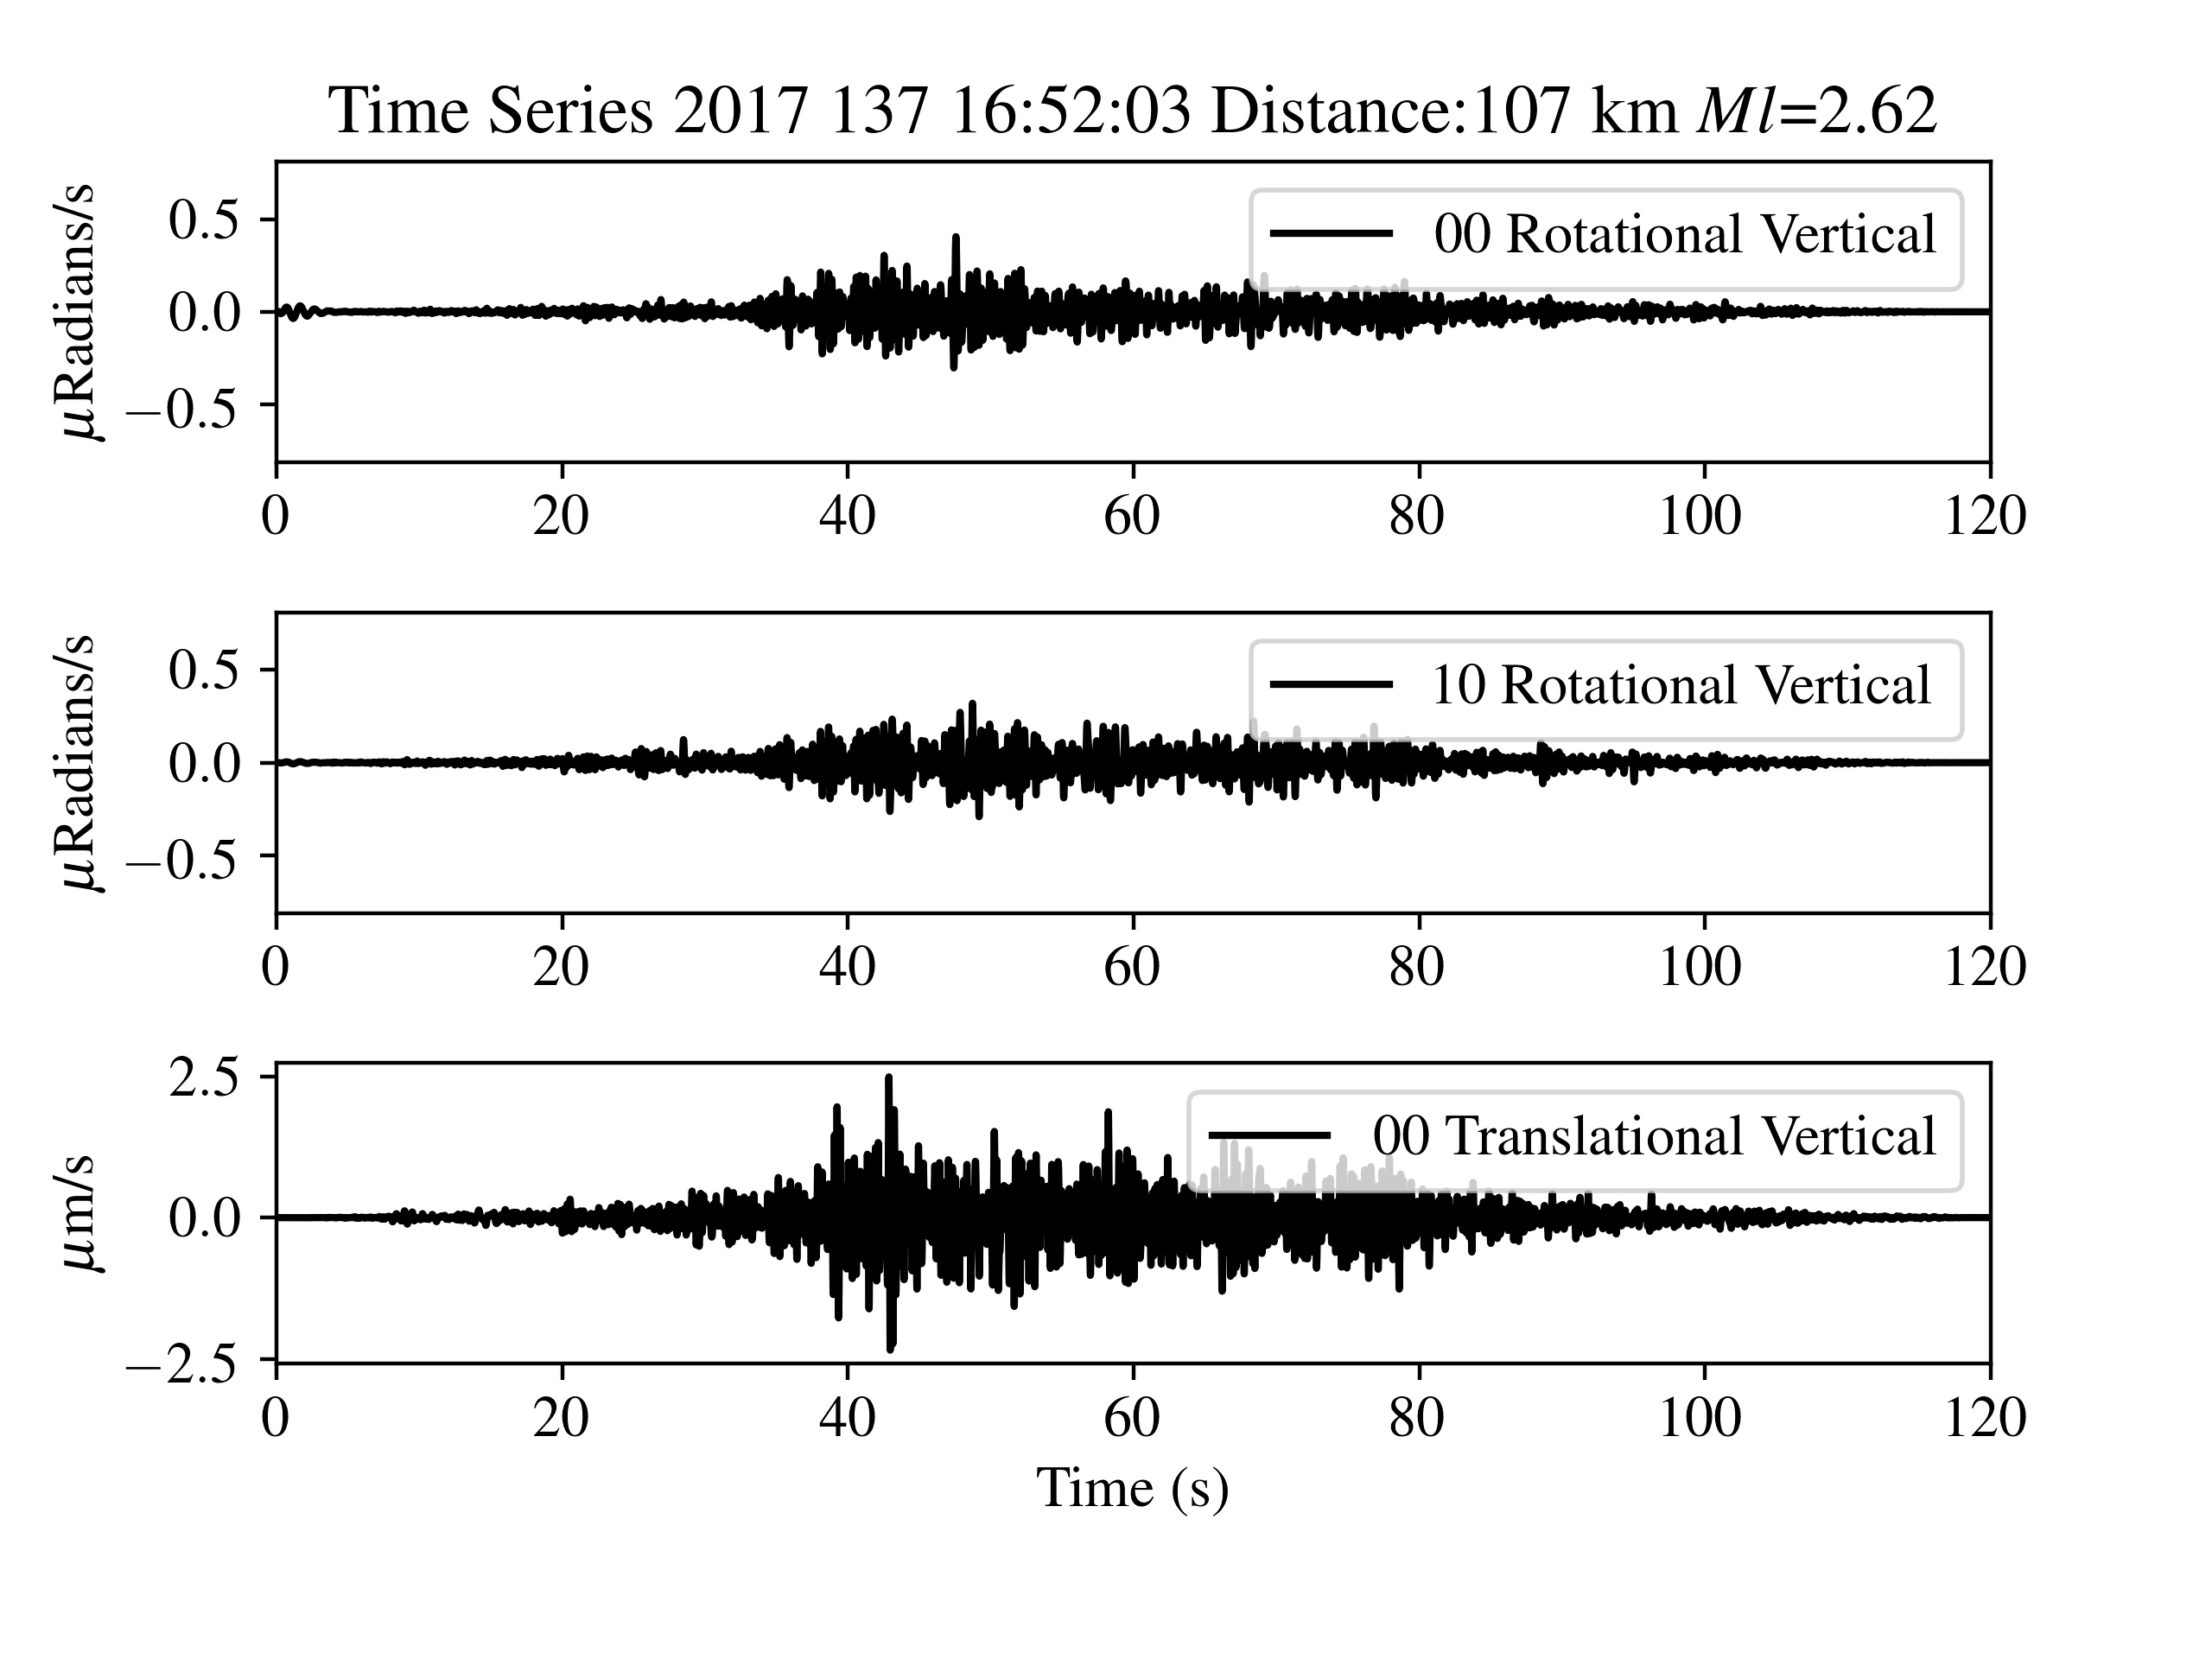 Time Series 2017 137 16:52:03 Distance:107 km Ml=2.62
μRadians/s
0.5
0.0
−0.5
00 Rotational Vertical
0 20 40 60 80 100 120
μRadians/s
0.5
0.0
−0.5
10 Rotational Vertical
0 20 40 60 80 100 120
μm/s
2.5
0.0
−2.5
00 Translational Vertical
0 20 40 60 80 100 120
Time (s)